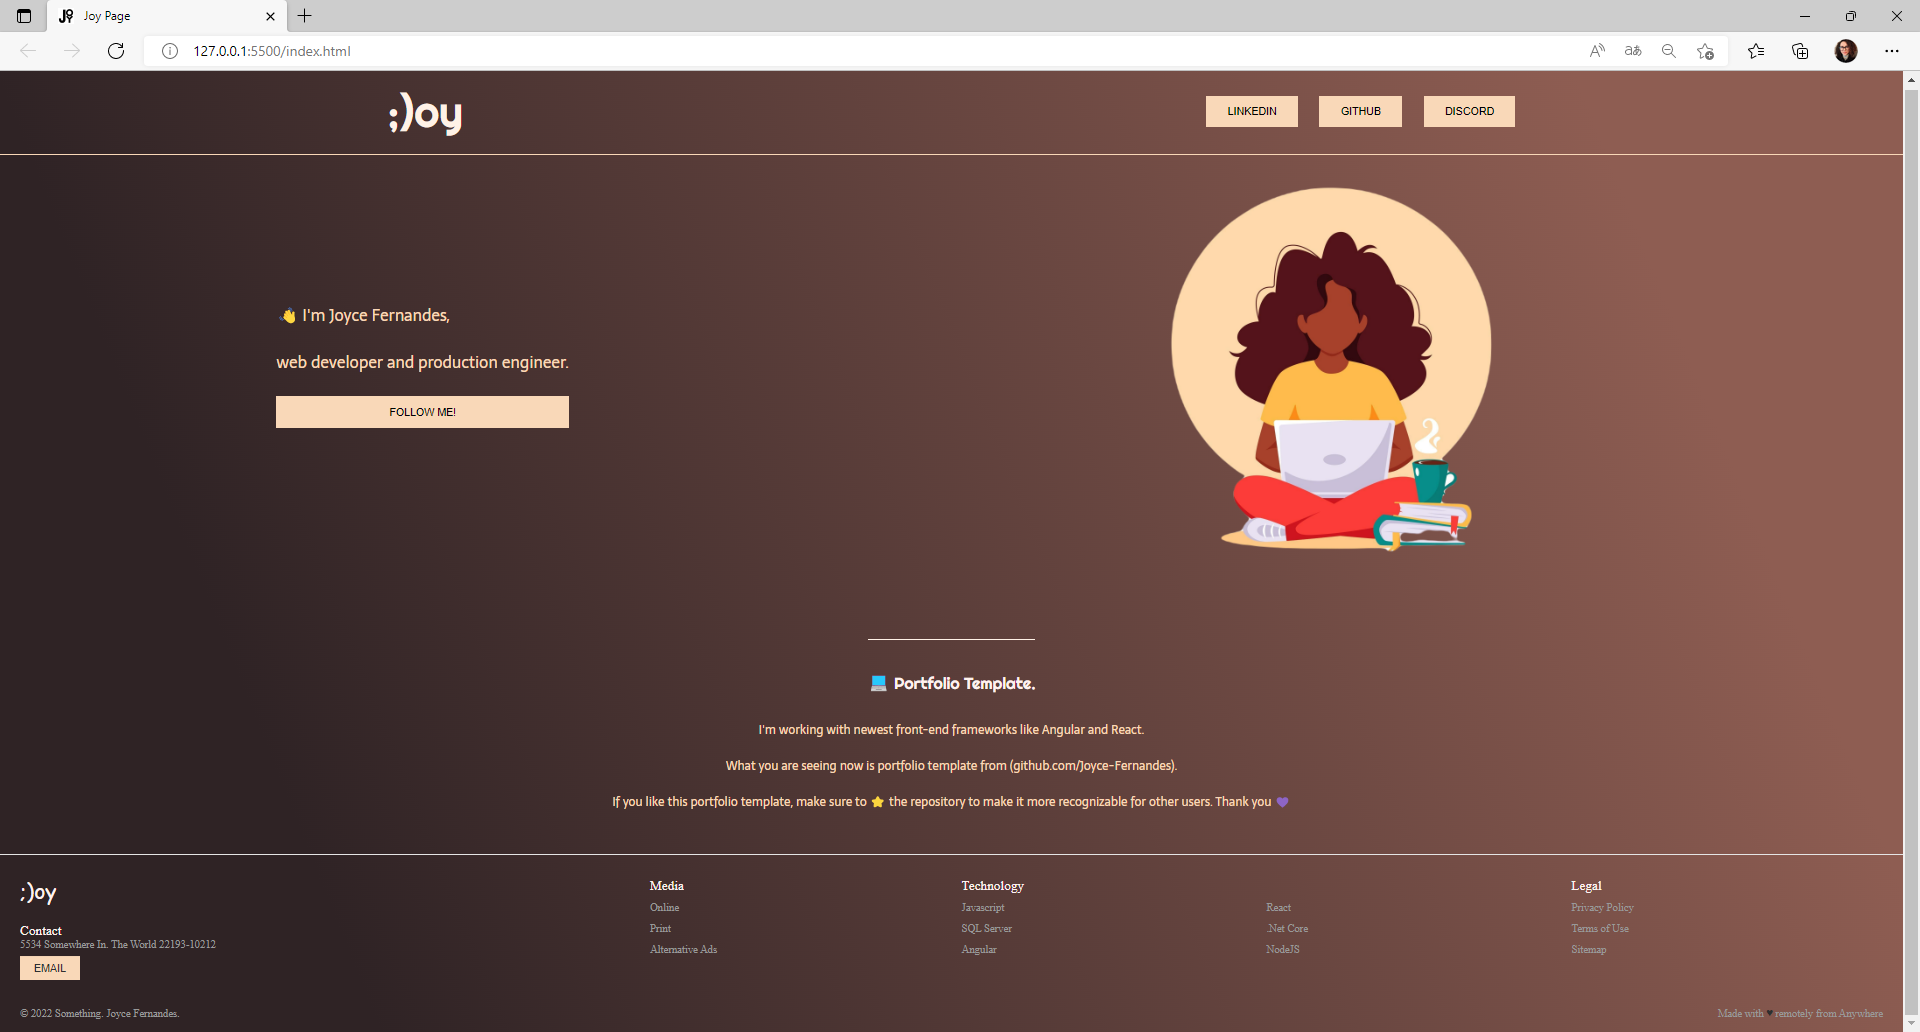 Joy Page
127.0.0.1:5500/index.html
;)oy
LINKEDIN GITHUB DISCORD
👋 I'm Joyce Fernandes,
web developer and production engineer.
FOLLOW ME!
💻 Portfolio Template.
I'm working with newest front-end frameworks like Angular and React.
What you are seeing now is portfolio template from (github.com/Joyce-Fernandes).
If you like this portfolio template, make sure to ⭐ the repository to make it more recognizable for other users. Thank you 💜
;)oy
Contact
5534 Somewhere In. The World 22193-10212
EMAIL
Media
Online
Print
Alternative Ads
Technology
Javascript
SQL Server
Angular
React
.Net Core
NodeJS
Legal
Privacy Policy
Terms of Use
Sitemap
© 2022 Something. Joyce Fernandes.
Made with ♥ remotely from Anywhere